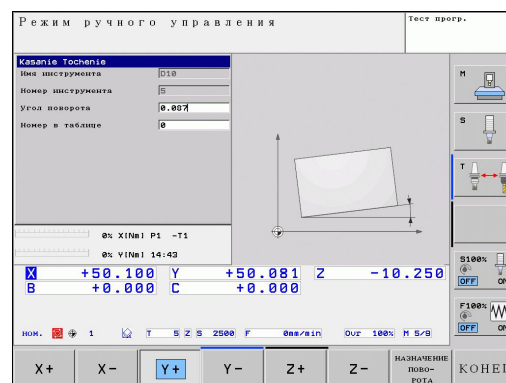 Режим ручного управления
Тест прогр.
Kasanie Tochenie
Имя инструмента D10
Номер инструмента 5
Угол поворота 0.087
Номер в таблице 0
M
S
T
0% X[Nm] P1 -T1
0% Y[Nm] 14:43
X +50.100 Y +50.081 Z -10.250
B +0.000 C +0.000
S100%
OFF ON
F100%
OFF ON
НОМ. 1 T 5 Z S 2500 F 0mm/min Ovr 100% M 5/9
X+ X- Y+ Y- Z+ Z- НАЗНАЧЕНИЕ ПОВО- РОТА КОНЕЦ